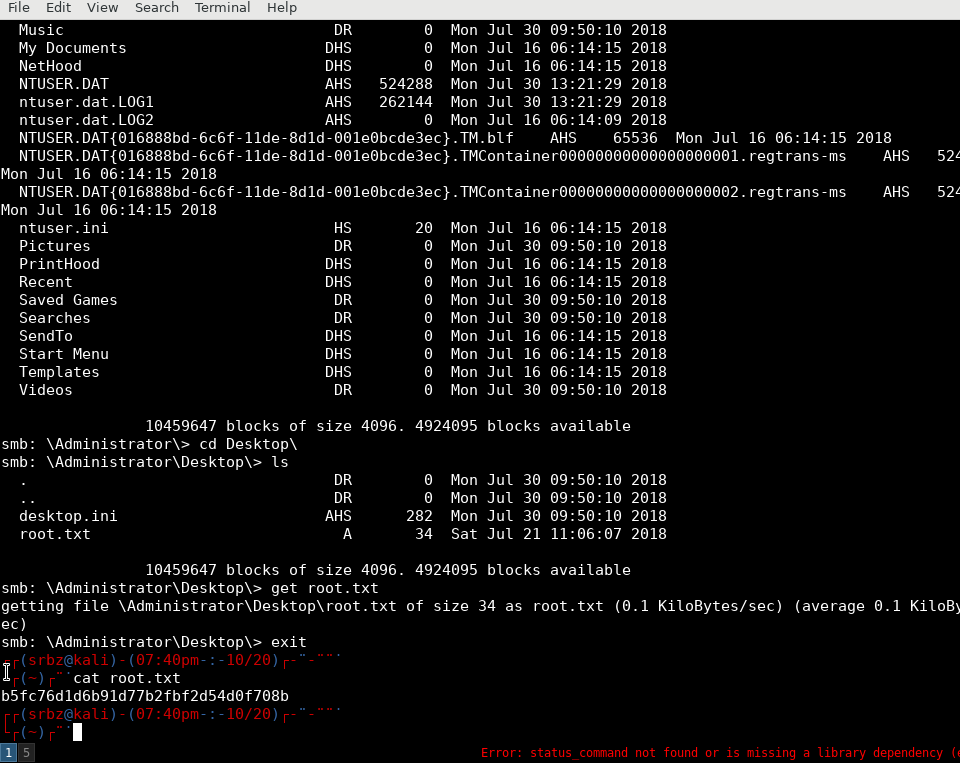 File Edit View Search Terminal Help
Music DR 0 Mon Jul 30 09:50:10 2018
My Documents DHS 0 Mon Jul 16 06:14:15 2018
NetHood DHS 0 Mon Jul 16 06:14:15 2018
NTUSER.DAT AHS 524288 Mon Jul 30 13:21:29 2018
ntuser.dat.LOG1 AHS 262144 Mon Jul 30 13:21:29 2018
ntuser.dat.LOG2 AHS 0 Mon Jul 16 06:14:09 2018
NTUSER.DAT{016888bd-6c6f-11de-8d1d-001e0bcde3ec}.TM.blf AHS 65536 Mon Jul 16 06:14:15 2018
NTUSER.DAT{016888bd-6c6f-11de-8d1d-001e0bcde3ec}.TMContainer00000000000000000001.regtrans-ms AHS 524
Mon Jul 16 06:14:15 2018
NTUSER.DAT{016888bd-6c6f-11de-8d1d-001e0bcde3ec}.TMContainer00000000000000000002.regtrans-ms AHS 524
Mon Jul 16 06:14:15 2018
ntuser.ini HS 20 Mon Jul 16 06:14:15 2018
Pictures DR 0 Mon Jul 30 09:50:10 2018
PrintHood DHS 0 Mon Jul 16 06:14:15 2018
Recent DHS 0 Mon Jul 16 06:14:15 2018
Saved Games DR 0 Mon Jul 30 09:50:10 2018
Searches DR 0 Mon Jul 30 09:50:10 2018
SendTo DHS 0 Mon Jul 16 06:14:15 2018
Start Menu DHS 0 Mon Jul 16 06:14:15 2018
Templates DHS 0 Mon Jul 16 06:14:15 2018
Videos DR 0 Mon Jul 30 09:50:10 2018
10459647 blocks of size 4096. 4924095 blocks available
smb: \Administrator\> cd Desktop\
smb: \Administrator\Desktop\> ls
. DR 0 Mon Jul 30 09:50:10 2018
.. DR 0 Mon Jul 30 09:50:10 2018
desktop.ini AHS 282 Mon Jul 30 09:50:10 2018
root.txt A 34 Sat Jul 21 11:06:07 2018
10459647 blocks of size 4096. 4924095 blocks available
smb: \Administrator\Desktop\> get root.txt
getting file \Administrator\Desktop\root.txt of size 34 as root.txt (0.1 KiloBytes/sec) (average 0.1 KiloBy
ec)
smb: \Administrator\Desktop\> exit
┌┌(srbz@kali)-(07:40pm-:-10/20)┌-¨-¨¨˙
└┌(~)┌¨˙cat root.txt
b5fc76d1d6b91d77b2fbf2d54d0f708b
┌┌(srbz@kali)-(07:40pm-:-10/20)┌-¨-¨¨˙
└┌(~)┌¨˙
1 5 Error: status_command not found or is missing a library dependency (e